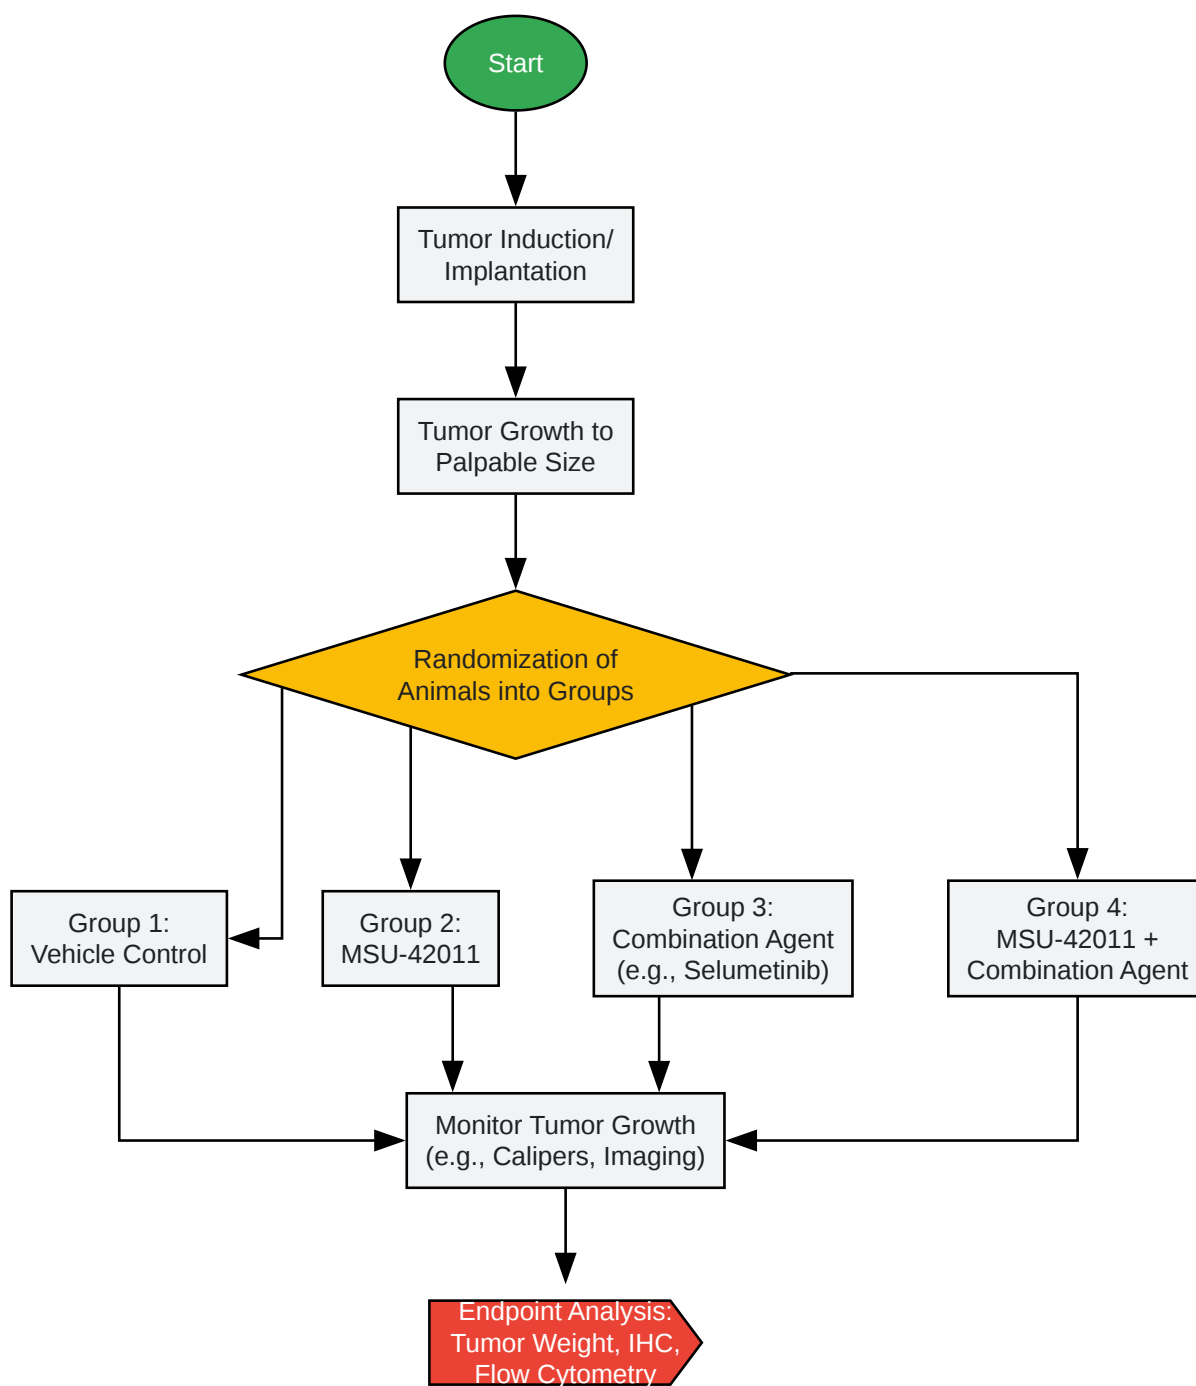 Start
Tumor Induction/
Implantation
Tumor Growth to
Palpable Size
Randomization of
Animals into Groups
Group 1:
Vehicle Control
Group 2:
MSU-42011
Group 3:
Combination Agent
(e.g., Selumetinib)
Group 4:
MSU-42011 +
Combination Agent
Monitor Tumor Growth
(e.g., Calipers, Imaging)
Endpoint Analysis:
Tumor Weight, IHC,
Flow Cytometry